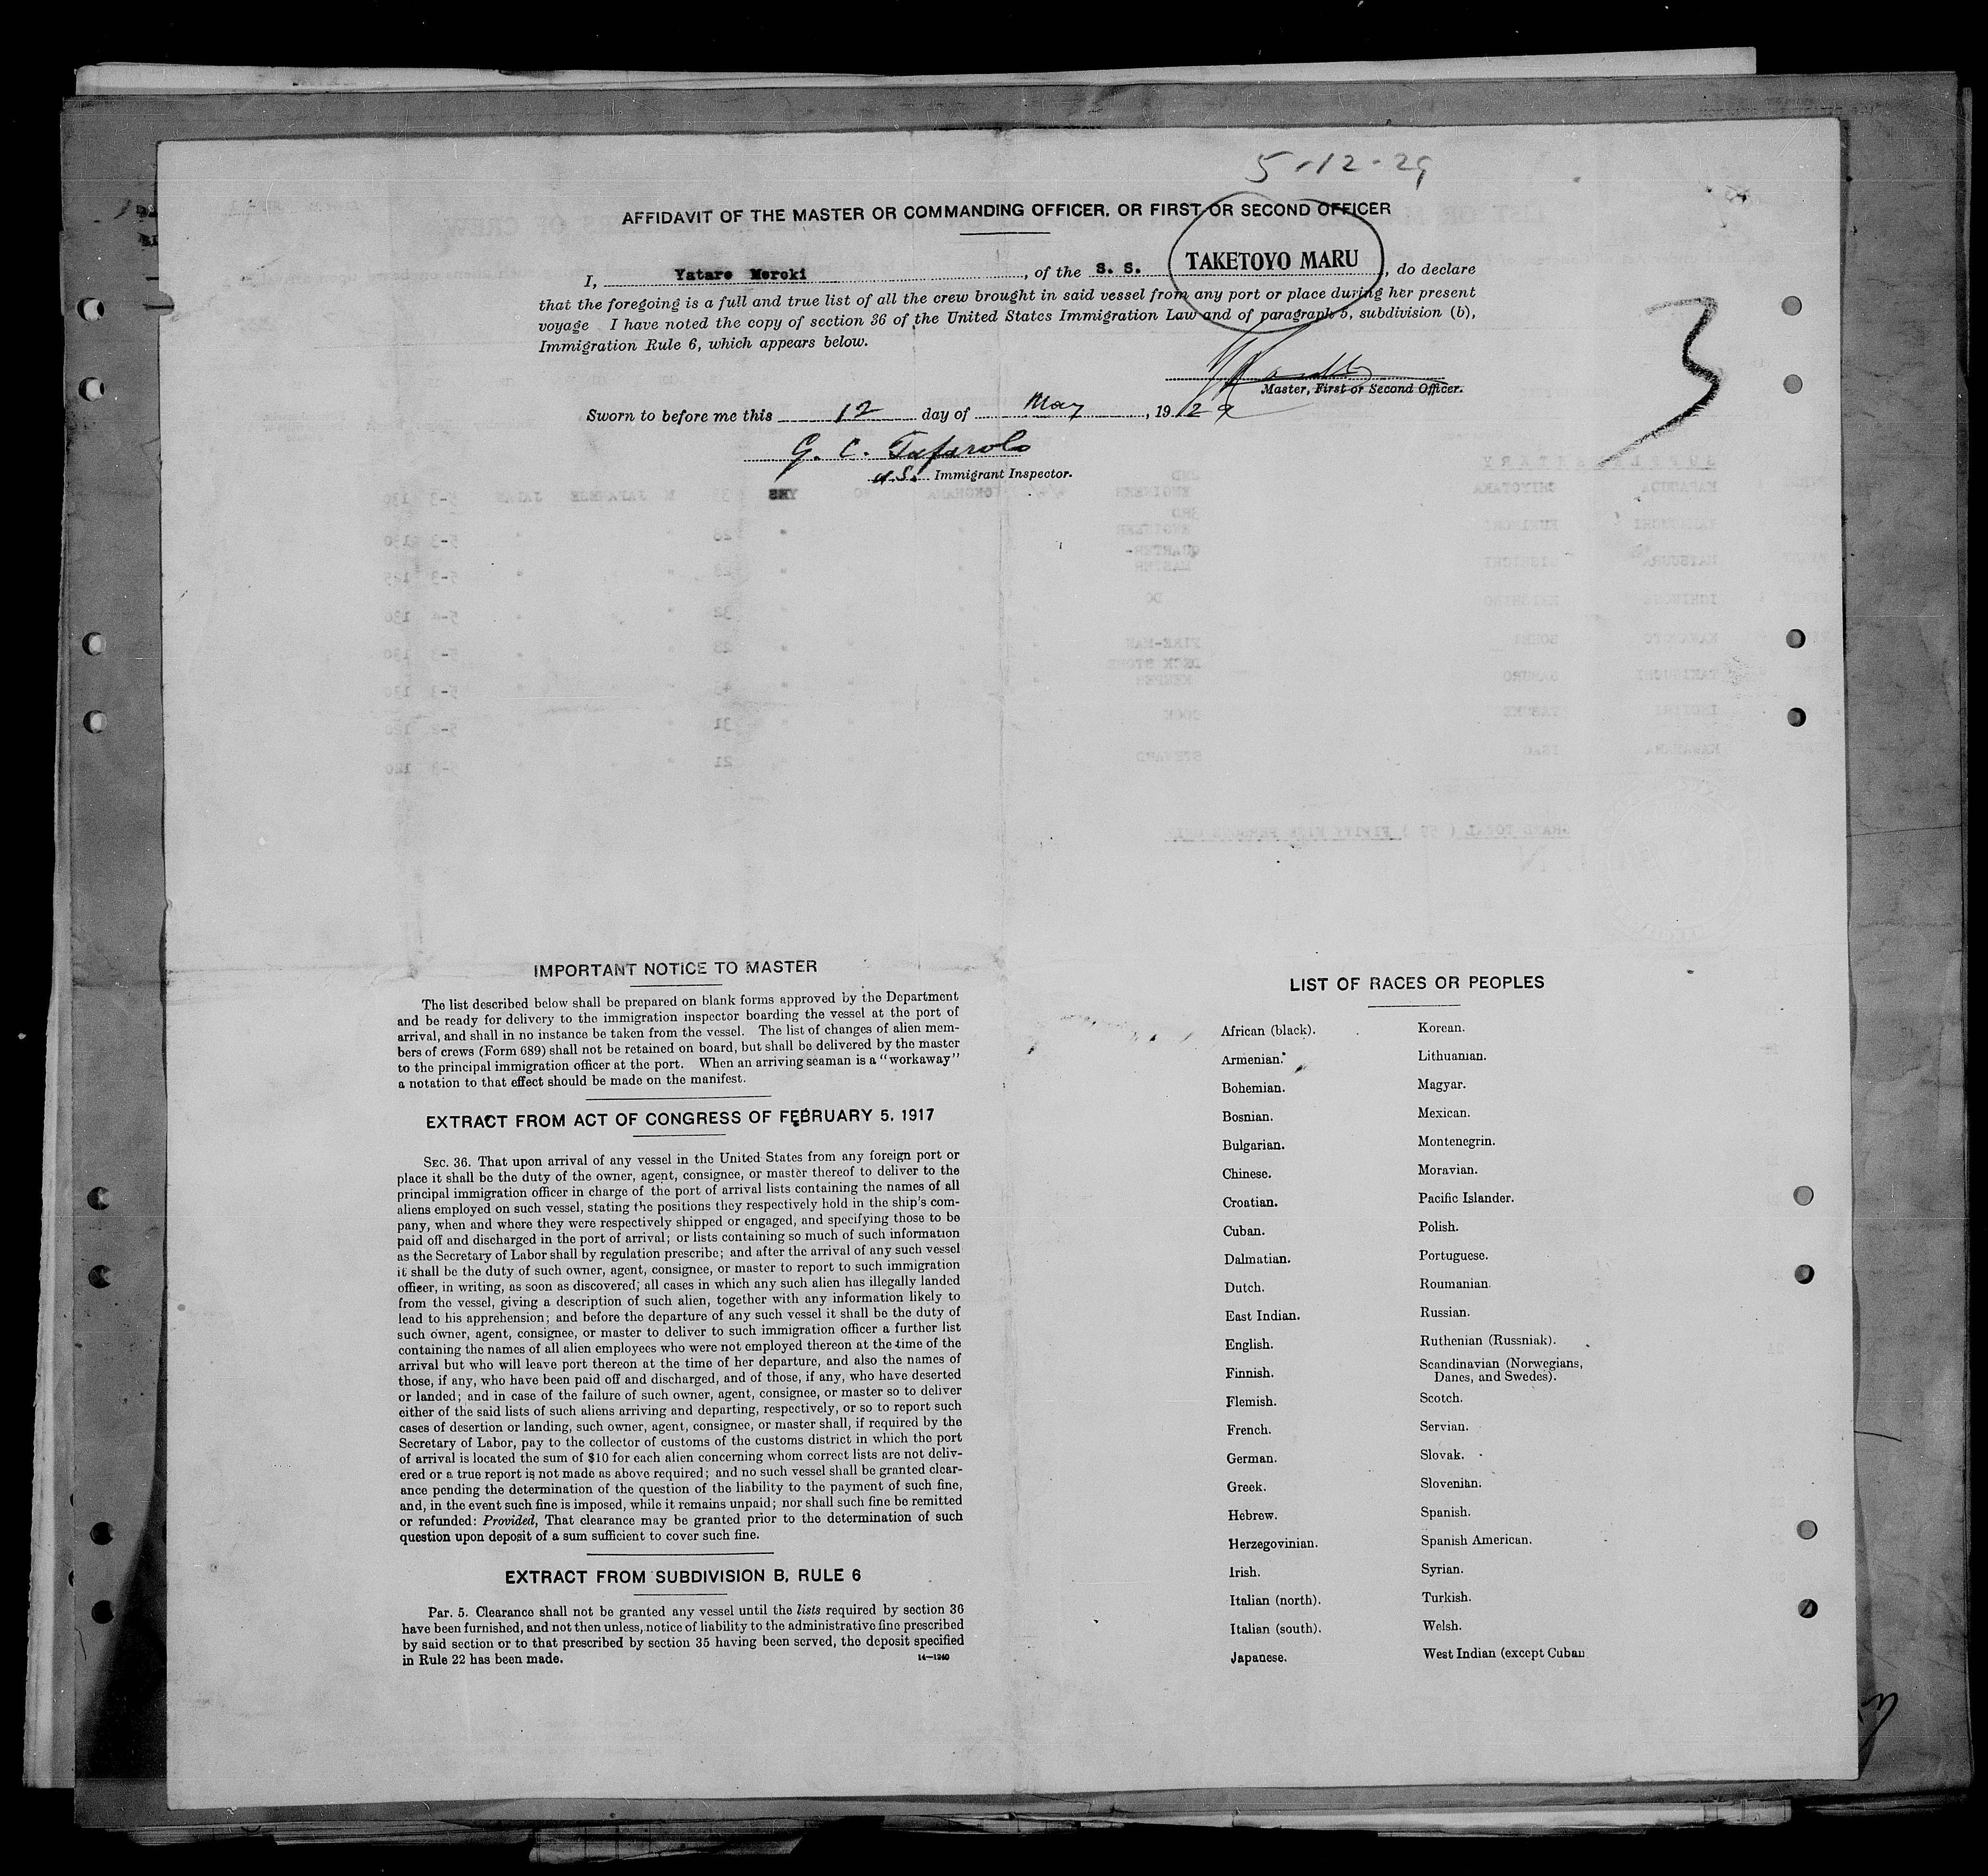 5-12-29
AFFIDAVIT OF THE MASTER OR COMMANDING OFFICER, OR FIRST OR SECOND OFFICER
I, Yataro Moroki, of the S. S. TAKETOYO MARU, do declare
that the foregoing is a full and true list of all the crew brought in said vessel from any port or place during her present
voyage I have noted the copy of section 36 of the United States Immigration Law and of paragraph 5, subdivision (b),
Immigration Rule 6, which appears below.
3
Master, First or Second Officer.
Sworn to before me this 12 day of May, 1929
G. C.
Immigrant Inspector.
IMPORTANT NOTICE TO MASTER
The list described below shall be prepared on blank forms approved by the Department
and be ready for delivery to the immigration inspector boarding the vessel at the port of
arrival, and shall in no instance be taken from the vessel. The list of changes of alien mem-
bers of crews (Form 689) shall not be retained on board, but shall be delivered by the master
to the principal immigration officer at the port. When an arriving seaman is a "workaway"
a notation to that effect should be made on the manifest.
EXTRACT FROM ACT OF CONGRESS OF FEBRUARY 5, 1917
SEC. 36. That upon arrival of any vessel in the United States from any foreign port or
place it shall be the duty of the owner, agent, consignee, or master thereof to deliver to the
principal immigration officer in charge of the port of arrival lists containing the names of all
aliens employed on such vessel, stating the positions they respectively hold in the ship's com-
pany, when and where they were respectively shipped or engaged, and specifying those to be
paid off and discharged in the port of arrival; or lists containing so much of such information
as the Secretary of Labor shall by regulation prescribe; and after the arrival of any such vessel
it shall be the duty of such owner, agent, consignee, or master to report to such immigration
officer, in writing, as soon as discovered, all cases in which any such alien has illegally landed
from the vessel, giving a description of such alien, together with any information likely to
lead to his apprehension; and before the departure of any such vessel it shall be the duty of
such owner, agent, consignee, or master to deliver to such immigration officer a further list
containing the names of all alien employees who were not employed thereon at the time of the
arrival but who will leave port thereon at the time of her departure, and also the names of
those, if any, who have been paid off and discharged, and of those, if any, who have deserted
or landed; and in case of the failure of such owner, agent, consignee, or master so to deliver
either of the said lists of such aliens arriving and departing, respectively, or so to report such
cases of desertion or landing, such owner, agent, consignee, or master shall, if required by the
Secretary of Labor, pay to the collector of customs of the customs district in which the port
of arrival is located the sum of $10 for each alien concerning whom correct lists are not deliv-
ered or a true report is not made as above required; and no such vessel shall be granted clear-
ance pending the determination of the question of the liability to the payment of such fine,
and, in the event such fine is imposed, while it remains unpaid; nor shall such fine be remitted
or refunded: Provided, That clearance may be granted prior to the determination of such
question upon deposit of a sum sufficient to cover such fine.
EXTRACT FROM SUBDIVISION B, RULE 6
Par. 5. Clearance shall not be granted any vessel until the lists required by section 36
have been furnished, and not then unless, notice of liability to the administrative fine prescribed
by said section or to that prescribed by section 35 having been served, the deposit specified
in Rule 22 has been made.
14—1240
LIST OF RACES OR PEOPLES
African (black).
Armenian.
Bohemian.
Bosnian.
Bulgarian.
Chinese.
Croatian.
Cuban.
Dalmatian.
Dutch.
East Indian.
English.
Finnish.
Flemish.
French.
German.
Greek.
Hebrew.
Herzegovinian.
Irish.
Italian (north).
Italian (south).
Japanese.
Korean.
Lithuanian.
Magyar.
Mexican.
Montenegrin.
Moravian.
Pacific Islander.
Polish.
Portuguese.
Roumanian.
Russian.
Ruthenian (Russniak).
Scandinavian (Norwegians,
Danes, and Swedes).
Scotch.
Servian.
Slovak.
Slovenian.
Spanish.
Spanish American.
Syrian.
Turkish.
Welsh.
West Indian (except Cuban